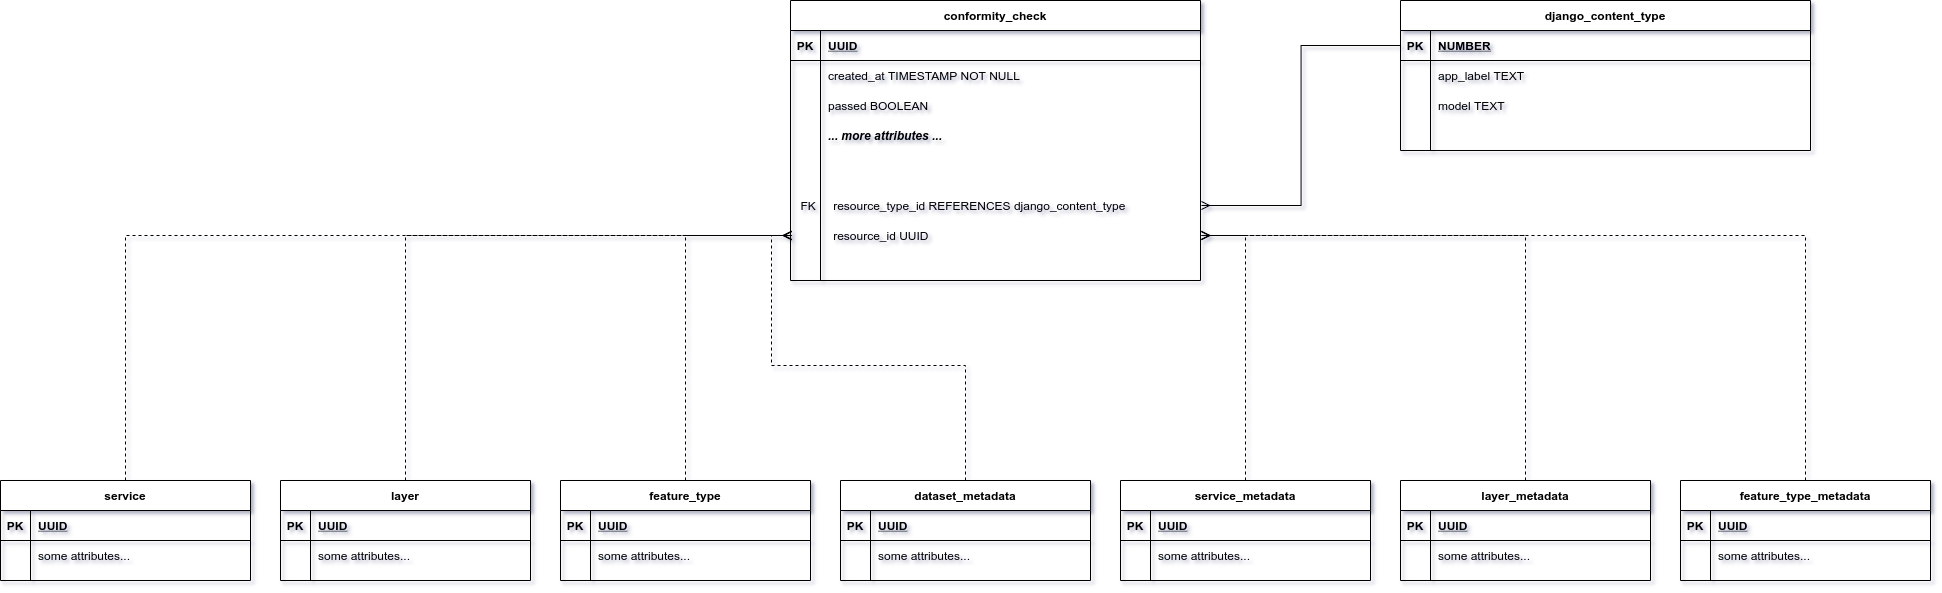 conformity_check
PK UUID
created_at TIMESTAMP NOT NULL
passed BOOLEAN
... more attributes ...
FK resource_type_id REFERENCES django_content_type
resource_id UUID
django_content_type
PK NUMBER
app_label TEXT
model TEXT
service
PK UUID
some attributes...
layer
PK UUID
some attributes...
feature_type
PK UUID
some attributes...
dataset_metadata
PK UUID
some attributes...
service_metadata
PK UUID
some attributes...
layer_metadata
PK UUID
some attributes...
feature_type_metadata
PK UUID
some attributes...